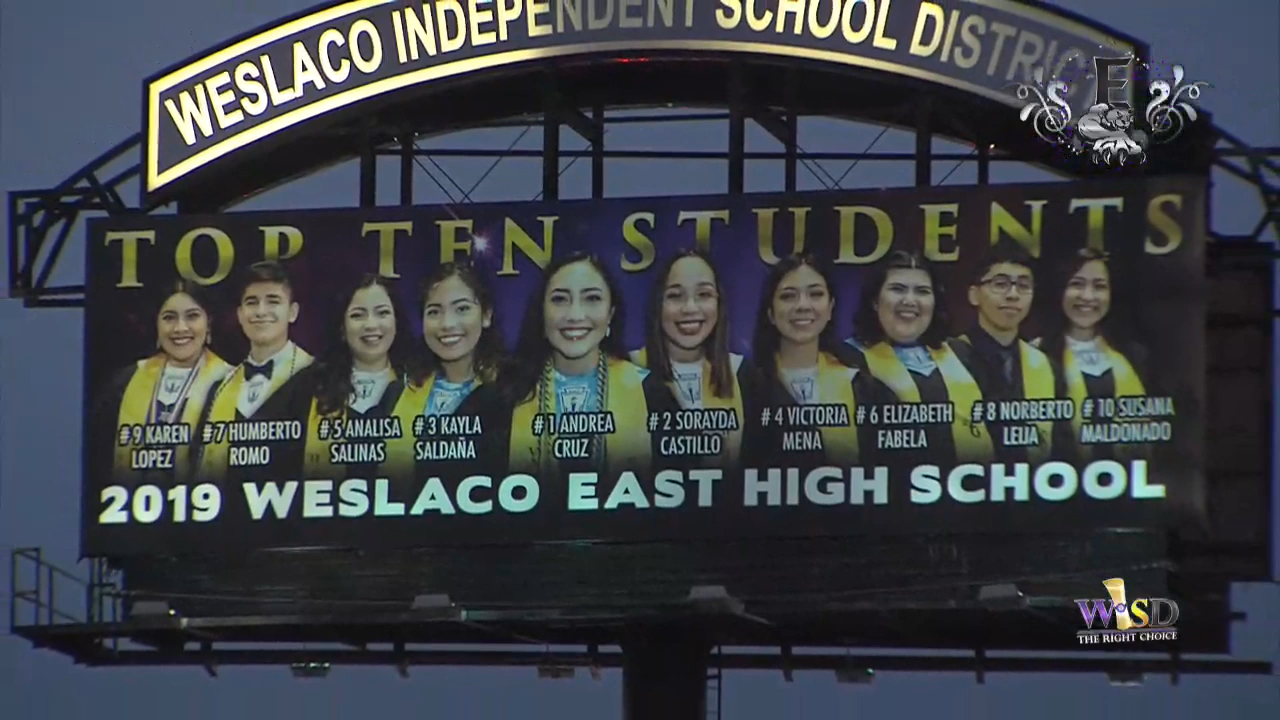 WESLACO INDEPENDENT SCHOOL DISTRICT
E
TOP TEN STUDENTS
#9 KAREN LOPEZ
#7 HUMBERTO ROMO
#5 ANALISA SALINAS
#3 KAYLA SALDAÑA
#1 ANDREA CRUZ
#2 SORAYDA CASTILLO
#4 VICTORIA MENA
#6 ELIZABETH FABELA
#8 NORBERTO LEIJA
#10 SUSANA MALDONADO
2019 WESLACO EAST HIGH SCHOOL
WISD
THE RIGHT CHOICE